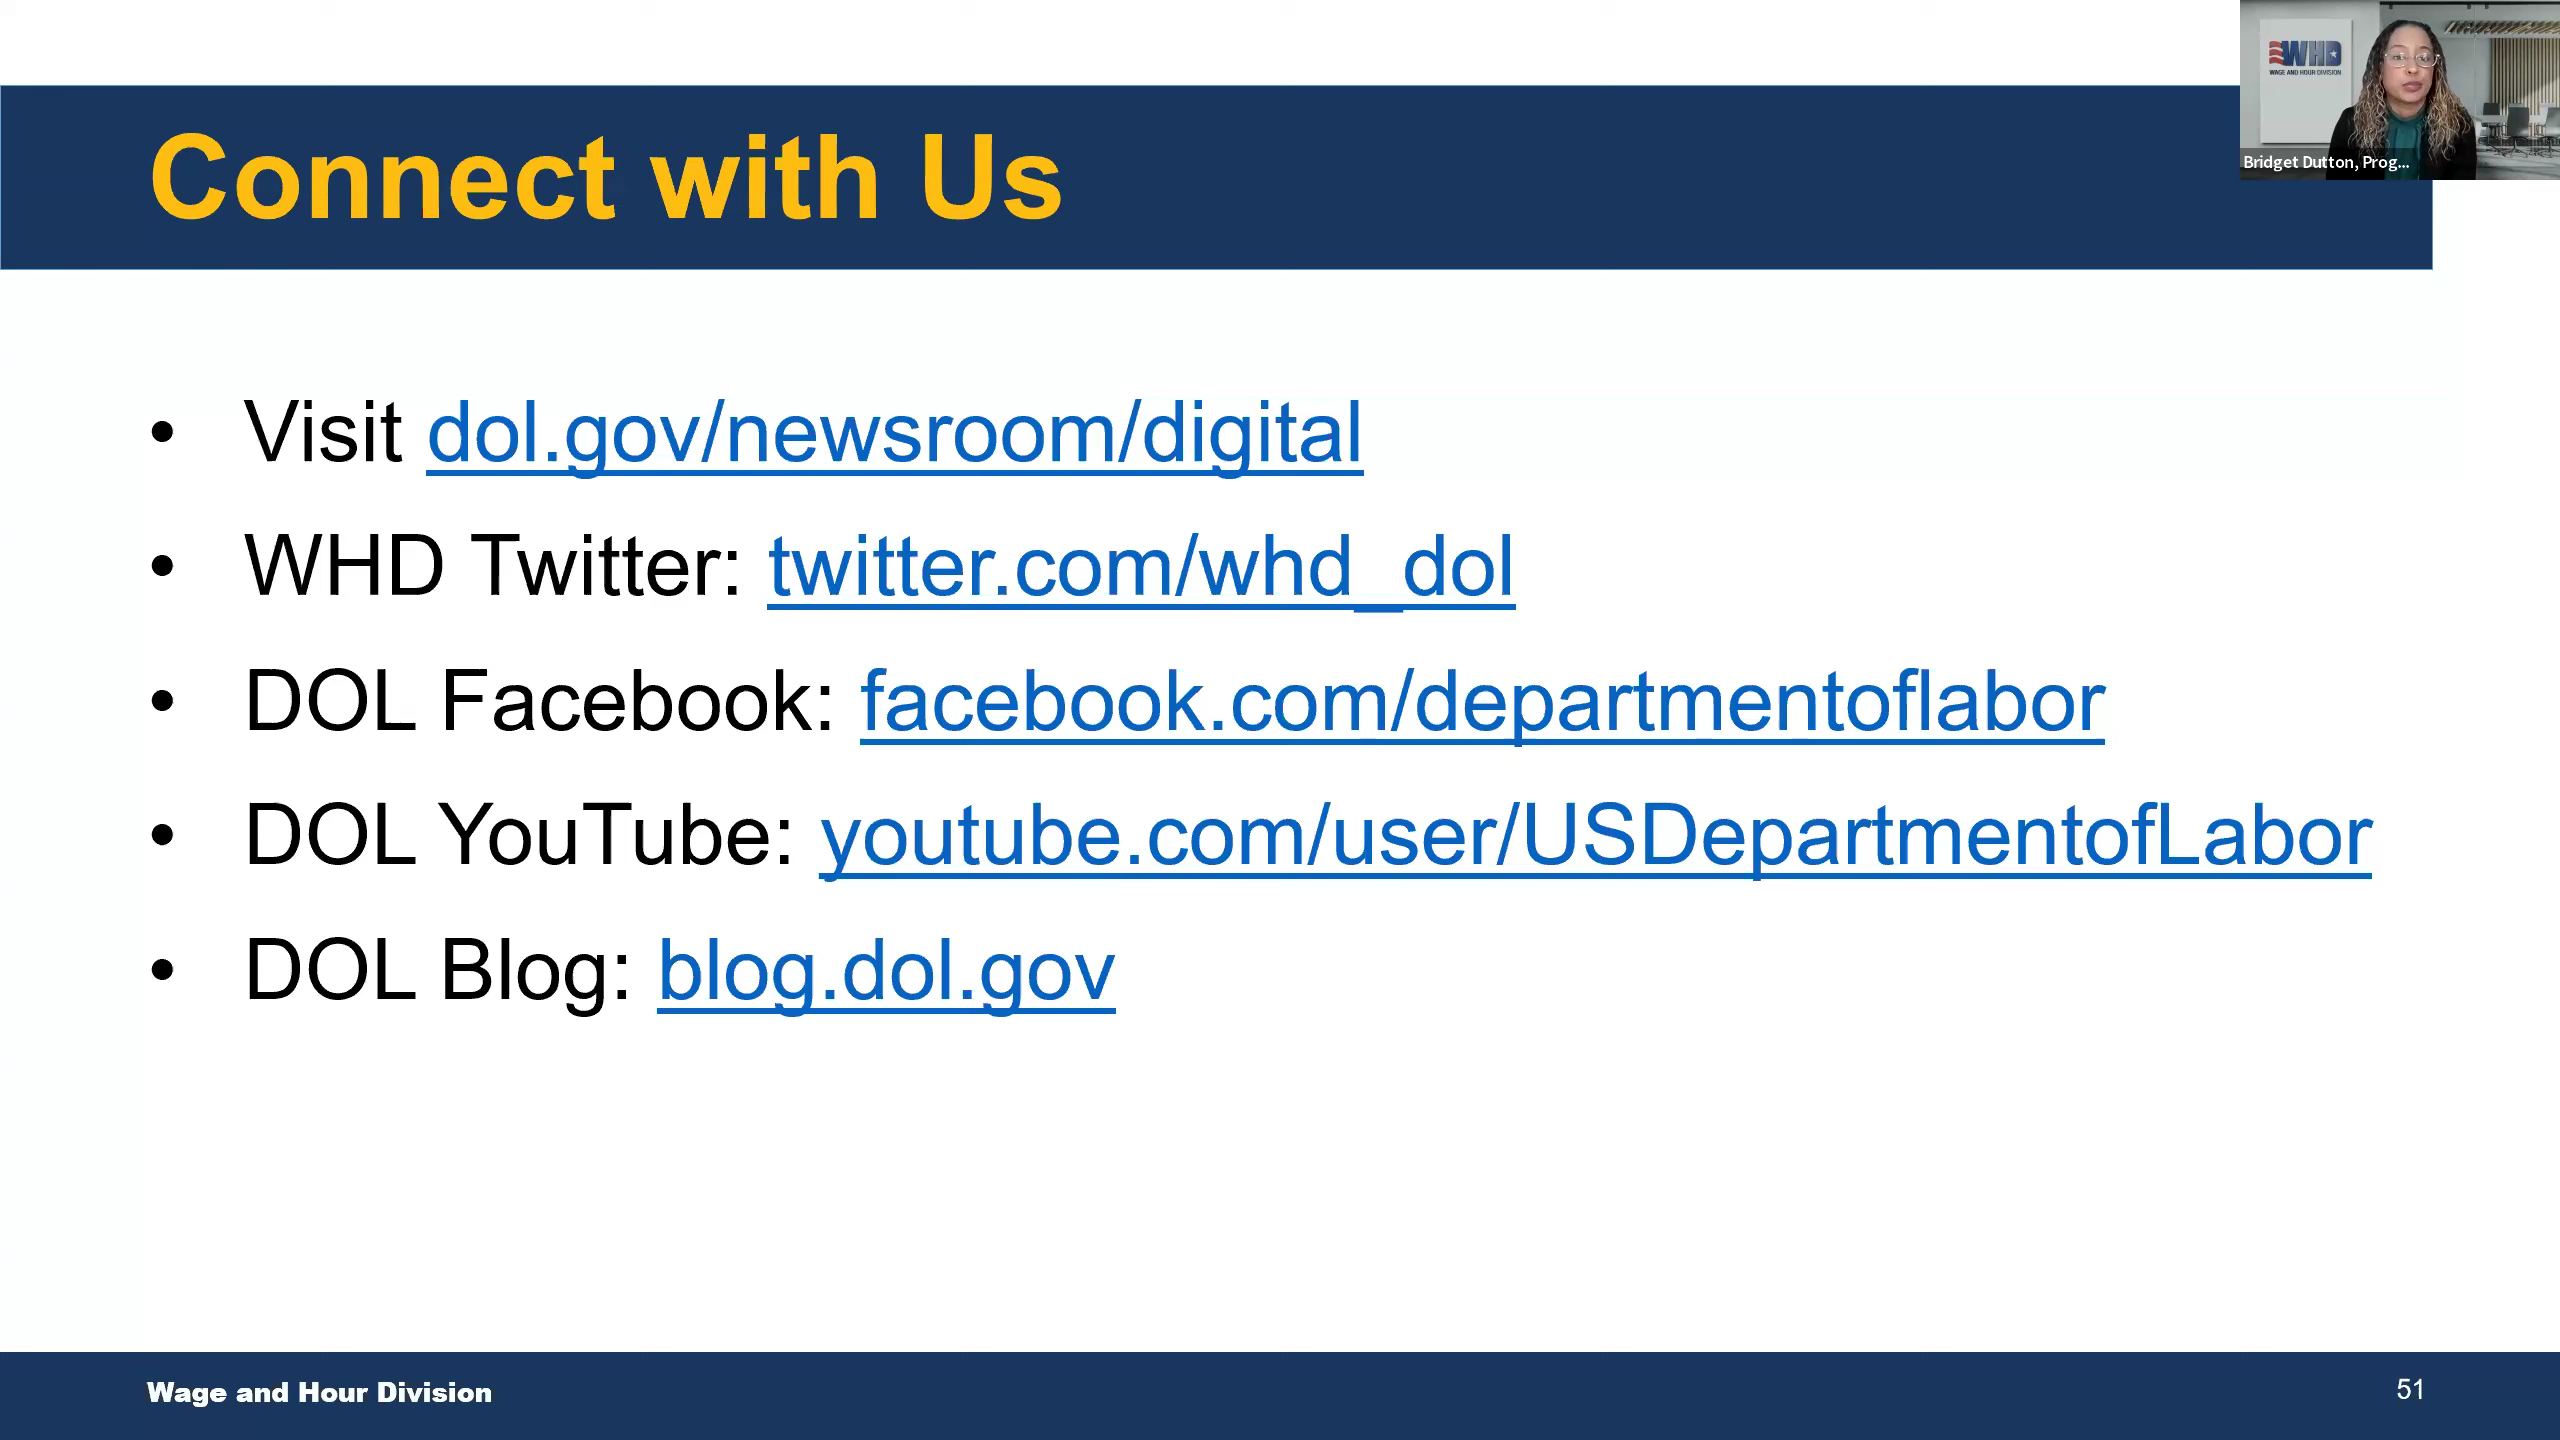 WHD
WAGE AND HOUR DIVISION
Bridget Dutton, Prog...
Connect with Us
• Visit dol.gov/newsroom/digital
• WHD Twitter: twitter.com/whd_dol
• DOL Facebook: facebook.com/departmentoflabor
• DOL YouTube: youtube.com/user/USDepartmentofLabor
• DOL Blog: blog.dol.gov
Wage and Hour Division
51